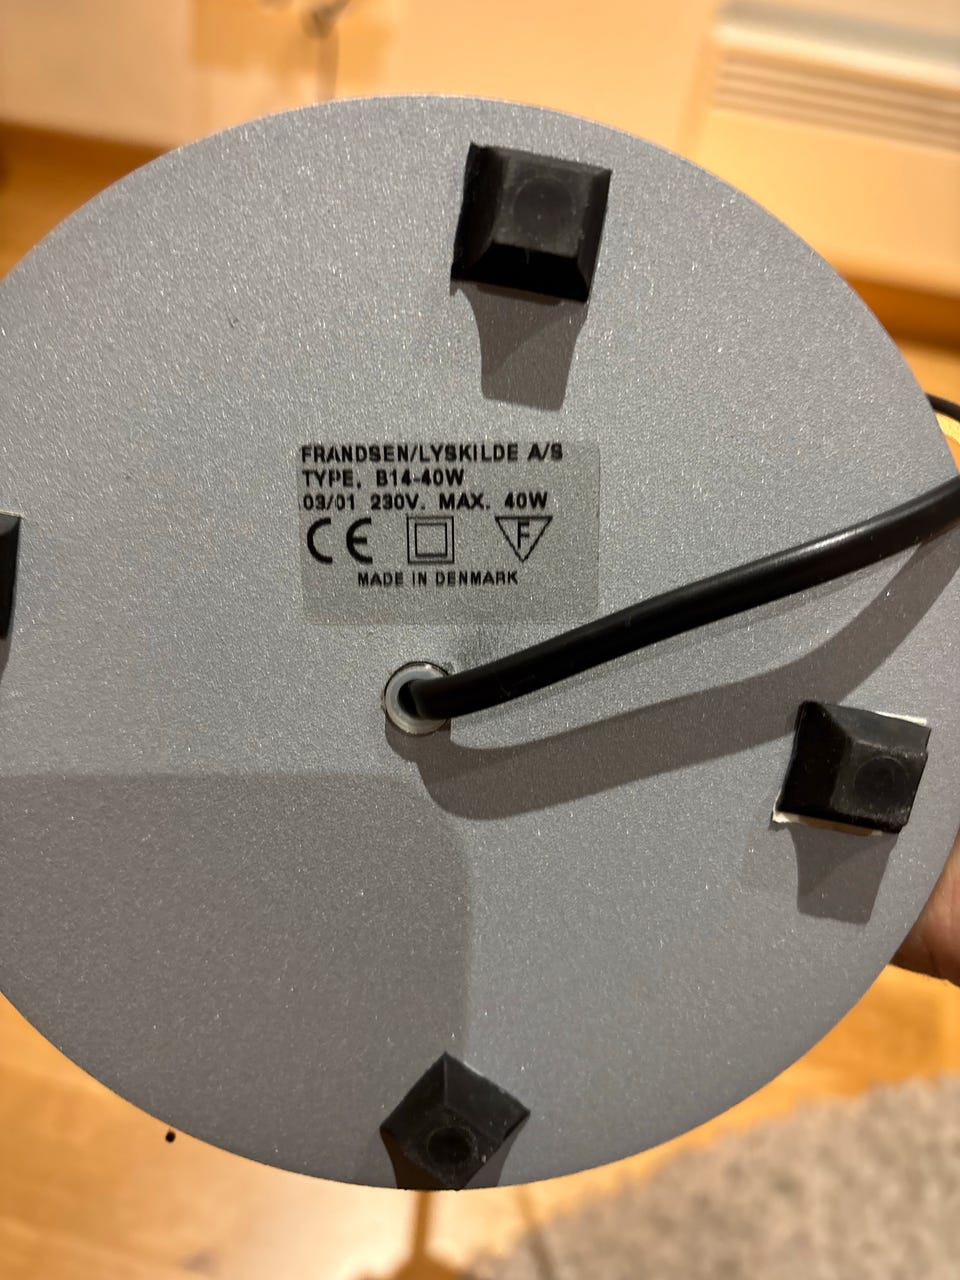 FRANDSEN/LYSKILDE A/S
TYPE. B14-40W
03/01 230V. MAX. 40W
CE F
MADE IN DENMARK